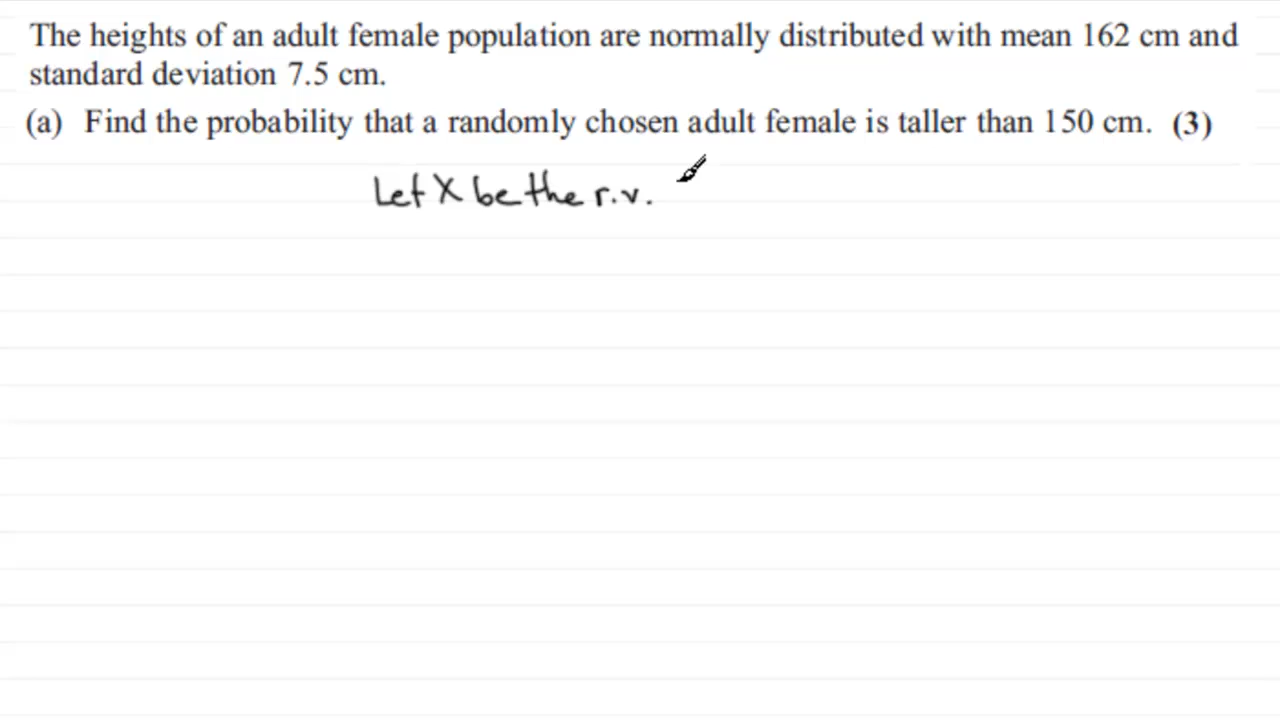 The heights of an adult female population are normally distributed with mean 162 cm and
standard deviation 7.5 cm.
(a) Find the probability that a randomly chosen adult female is taller than 150 cm. (3)
Let X be the r.v.